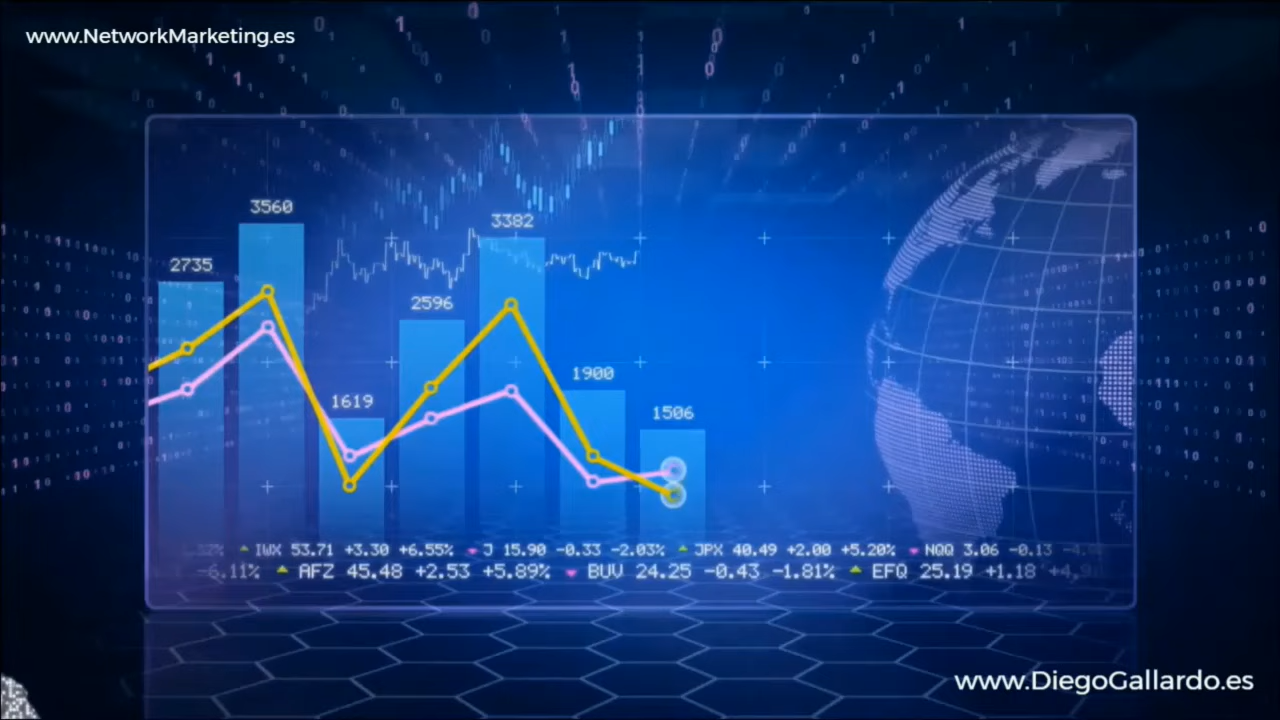 www.NetworkMarketing.es
3560
3382
2735
2596
1900
1619
1506
IWX 53.71 +3.30 +6.55% J 15.90 -0.33 -2.03% JPX 40.49 +2.00 +5.20% NQQ 3.06 -0.13
-6.11% AFZ 45.48 +2.53 +5.89% BUV 24.25 -0.43 -1.81% EFQ 25.19 +1.18
www.DiegoGallardo.es